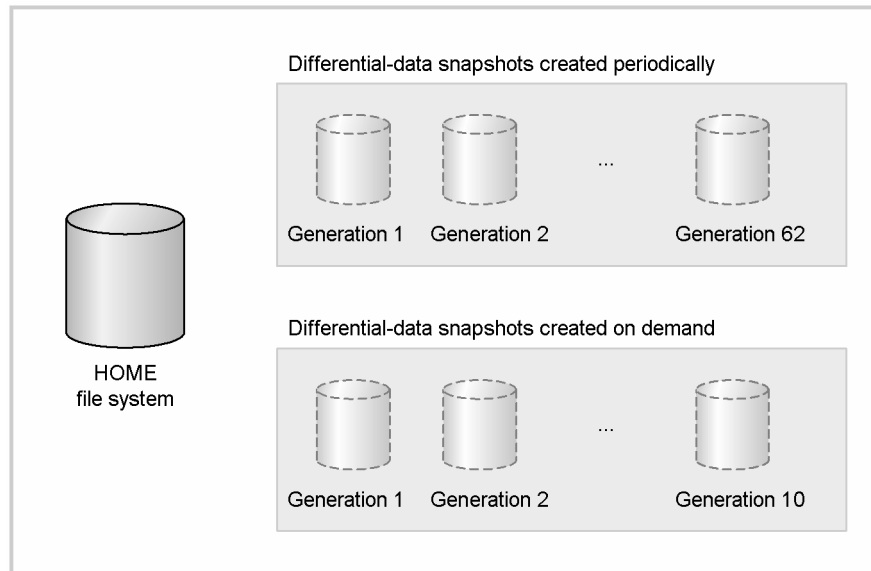 Differential-data snapshots created periodically
...
Generation 1
Generation 2
Generation 62
HOME
file system
Differential-data snapshots created on demand
...
Generation 1
Generation 2
Generation 10